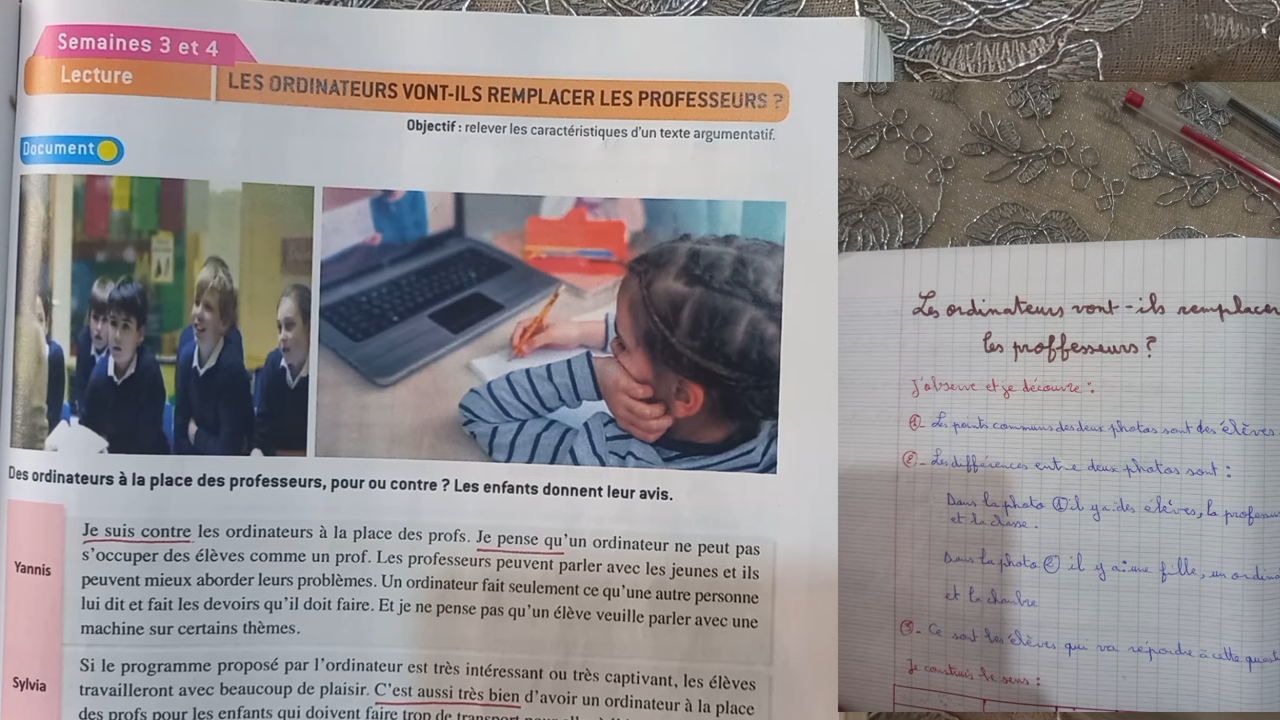 Semaines 3 et 4
Lecture
LES ORDINATEURS VONT-ILS REMPLACER LES PROFESSEURS ?
Objectif : relever les caractéristiques d'un texte argumentatif.
Document
Des ordinateurs à la place des professeurs, pour ou contre ? Les enfants donnent leur avis.
Yannis
Je suis contre les ordinateurs à la place des profs. Je pense qu'un ordinateur ne peut pas
s'occuper des élèves comme un prof. Les professeurs peuvent parler avec les jeunes et ils
peuvent mieux aborder leurs problèmes. Un ordinateur fait seulement ce qu'une autre personne
lui dit et fait les devoirs qu'il doit faire. Et je ne pense pas qu'un élève veuille parler avec une
machine sur certains thèmes.
Sylvia
Si le programme proposé par l'ordinateur est très intéressant ou très captivant, les élèves
travailleront avec beaucoup de plaisir. C'est aussi très bien d'avoir un ordinateur à la place
des profs pour les enfants qui doivent faire trop de transport
Les ordinateurs vont-ils remplacer
les proffesseurs ?
J'observe et je découvre :
1 - Les points communs des deux photos sont des élèves.
2 - Les différences entre deux photos sont :
Dans la photo 1 il y a : des élèves, la profess
et la classe.
Dans la photo 2 il y a : une fille, un ordina
et la chambre
3 - Ce sont les élèves qui va répondre à cette quest
Je construis le sens :